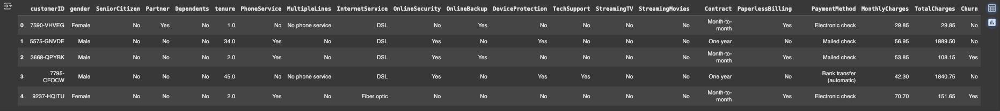 customerID gender SeniorCitizen Partner Dependents tenure PhoneService MultipleLines InternetService OnlineSecurity OnlineBackup DeviceProtection TechSupport StreamingTV StreamingMovies Contract PaperlessBilling PaymentMethod MonthlyCharges TotalCharges Churn
0 7590-VHVEG Female No Yes No 1.0 No No phone service DSL No Yes No No No No Month-to-month Yes Electronic check 29.85 29.85 No
1 5575-GNVDE Male No No No 34.0 Yes No DSL Yes No Yes No No No One year No Mailed check 56.95 1889.50 No
2 3668-QPYBK Male No No No 2.0 Yes No DSL Yes Yes No No No No Month-to-month Yes Mailed check 53.85 108.15 Yes
3 7795-CFOCW Male No No No 45.0 No No phone service DSL Yes No Yes Yes No No One year No Bank transfer (automatic) 42.30 1840.75 No
4 9237-HQITU Female No No No 2.0 Yes No Fiber optic No No No No No No Month-to-month Yes Electronic check 70.70 151.65 Yes